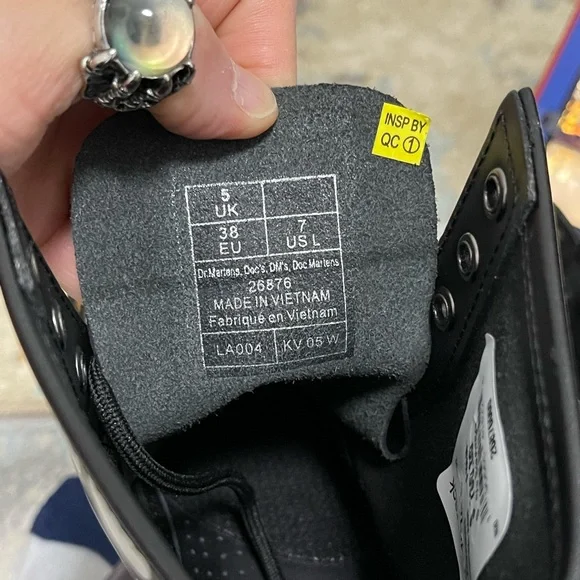 INSP BY
QC 1
5
UK
38
EU
7
US L
Dr.Martens, Doc's, DM's, Doc Martens
26876
MADE IN VIETNAM
Fabriqué en Vietnam
LA004
KV 05 W